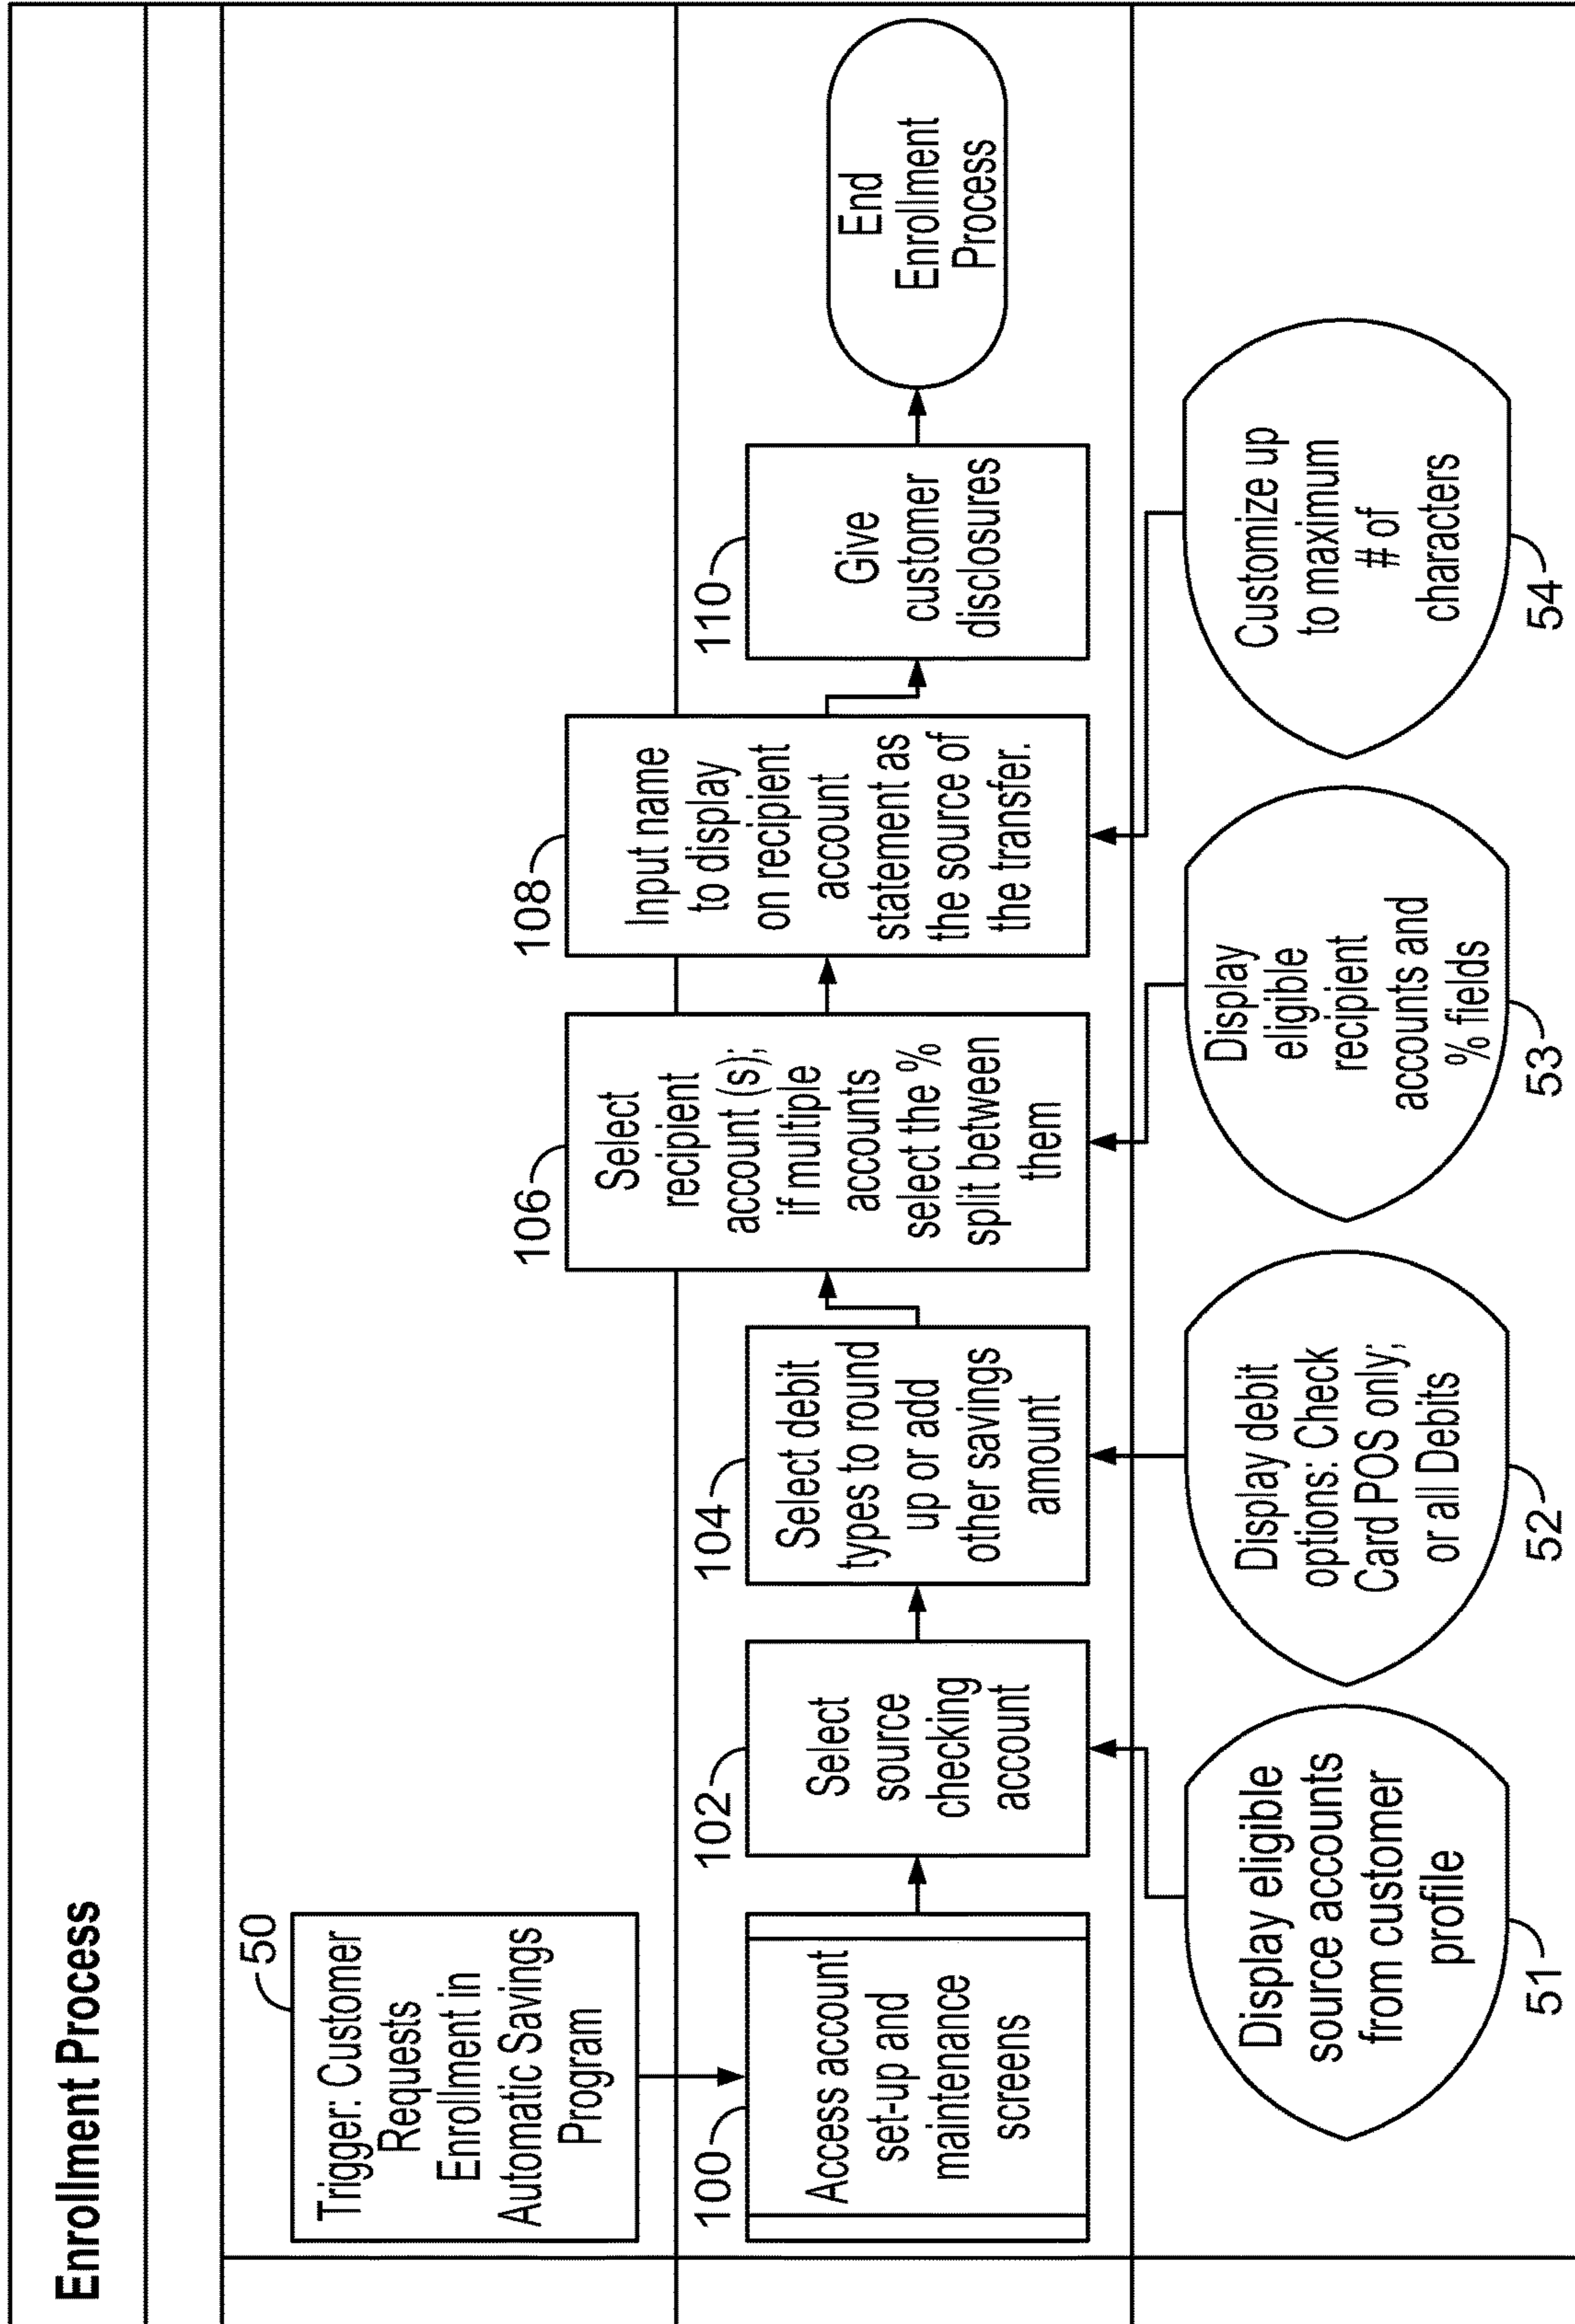 Enrollment Process
50
Trigger: Customer
Requests
Enrollment in
Automatic Savings
Program
100
Access account
set-up and
maintenance
screens
102
Select
source
checking
account
104
Select debit
types to round
up or add
other savings
amount
106
Select
recipient
account (s);
if multiple
accounts
select the %
split between
them
108
Input name
to display
on recipient
account
statement as
the source of
the transfer.
110
Give
customer
disclosures
End
Enrollment
Process
Display eligible
source accounts
from customer
profile
51
Display debit
options: Check
Card POS only;
or all Debits
52
Display
eligible
recipient
accounts and
% fields
53
Customize up
to maximum
# of
characters
54